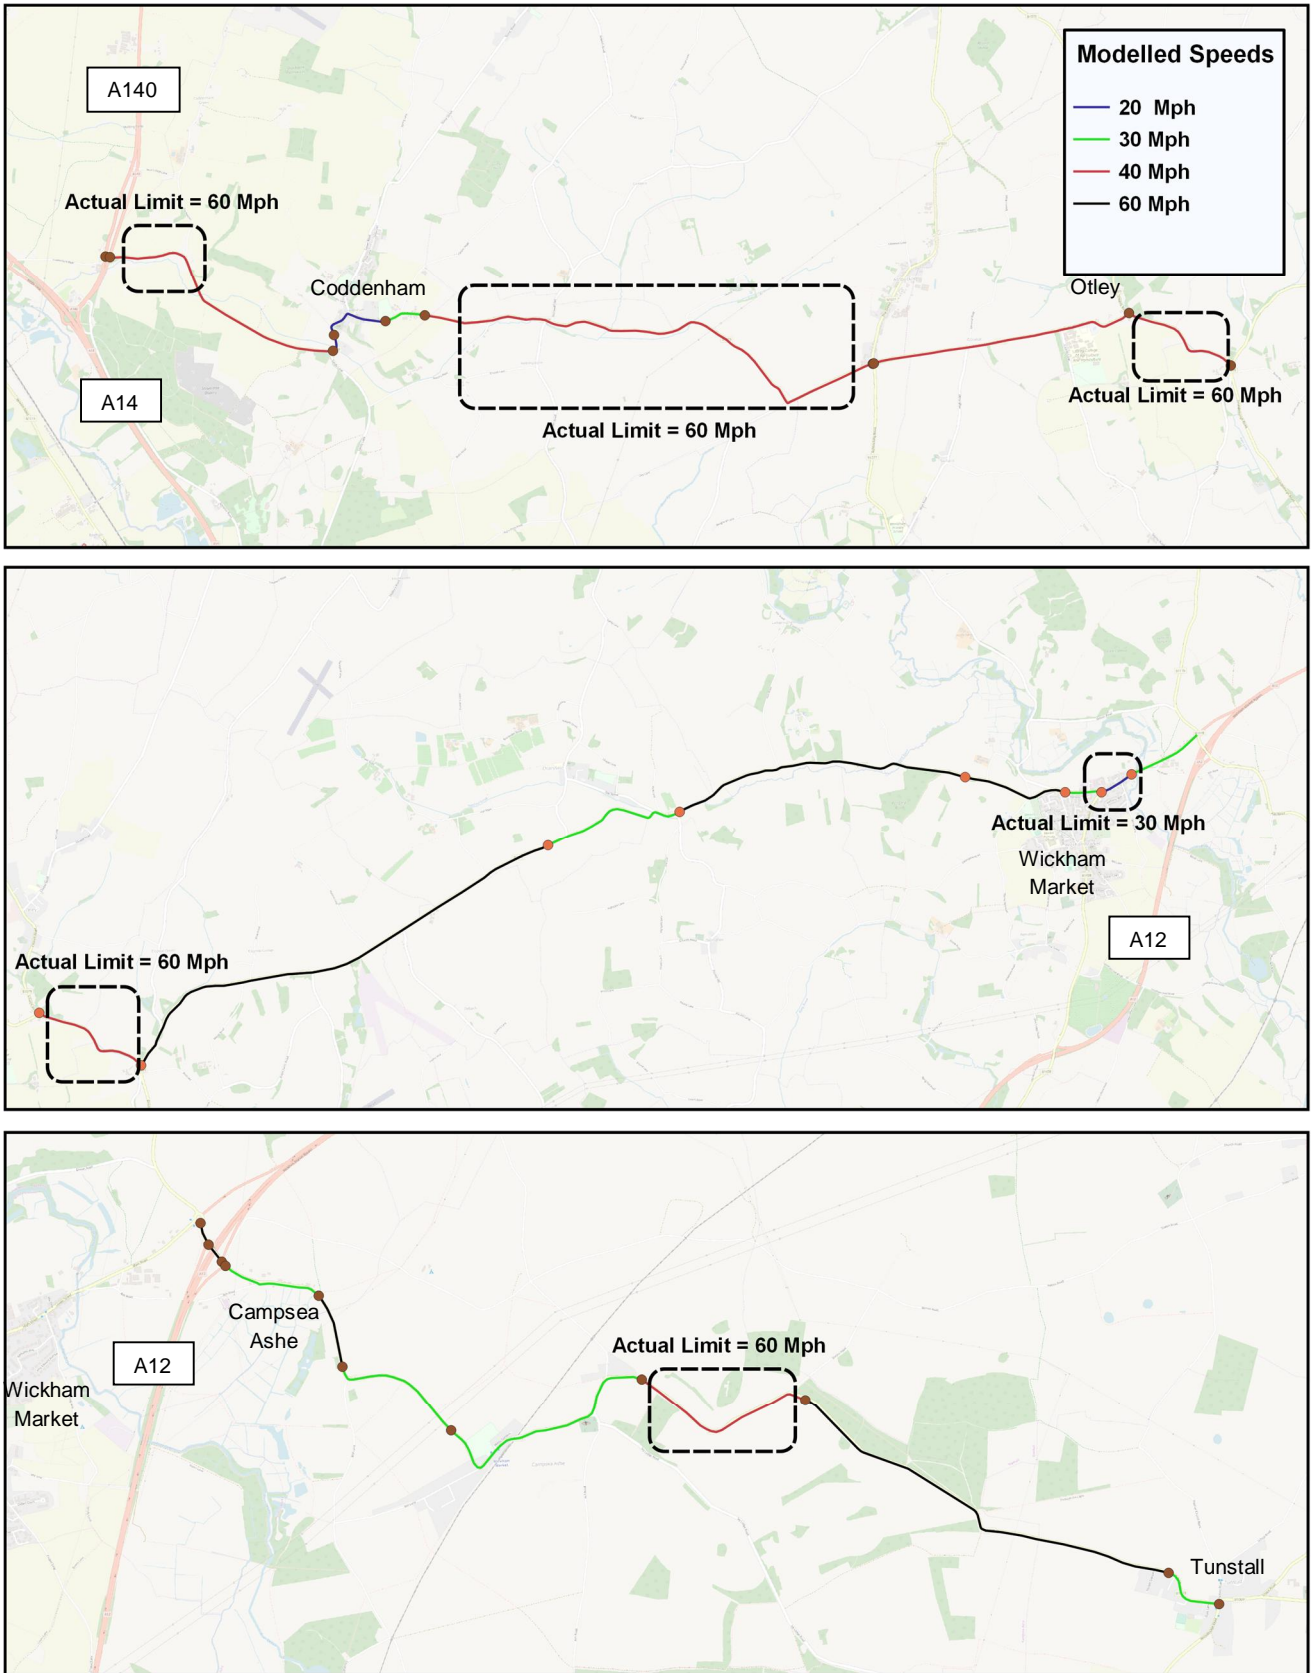 A140
Modelled Speeds
20 Mph
30 Mph
40 Mph
60 Mph
Actual Limit = 60 Mph
Coddenham
Otley
A14
Actual Limit = 60 Mph
Actual Limit = 60 Mph
Actual Limit = 30 Mph
Wickham
Market
A12
Actual Limit = 60 Mph
Campsea
Ashe
A12
Actual Limit = 60 Mph
Wickham
Market
Tunstall